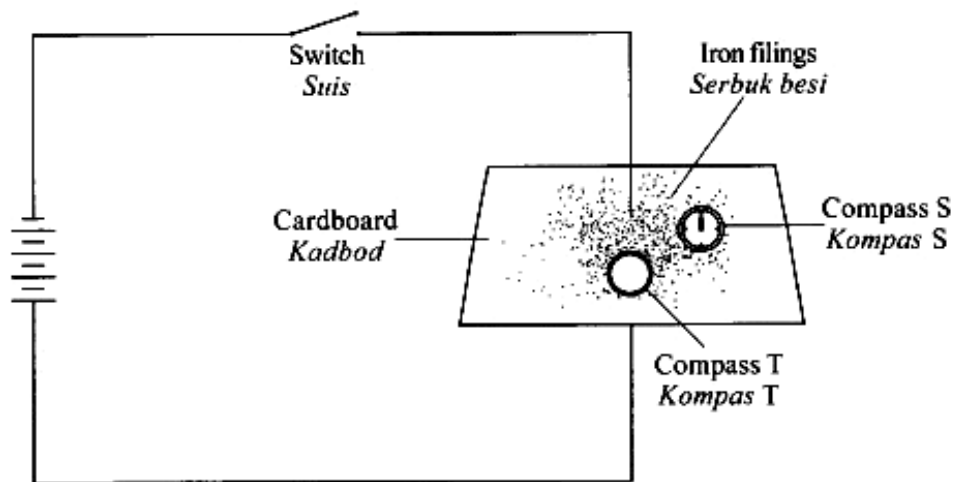 Switch
Suis
Iron filings
Serbuk besi
Cardboard
Kadbod
Compass S
Kompas S
Compass T
Kompas T